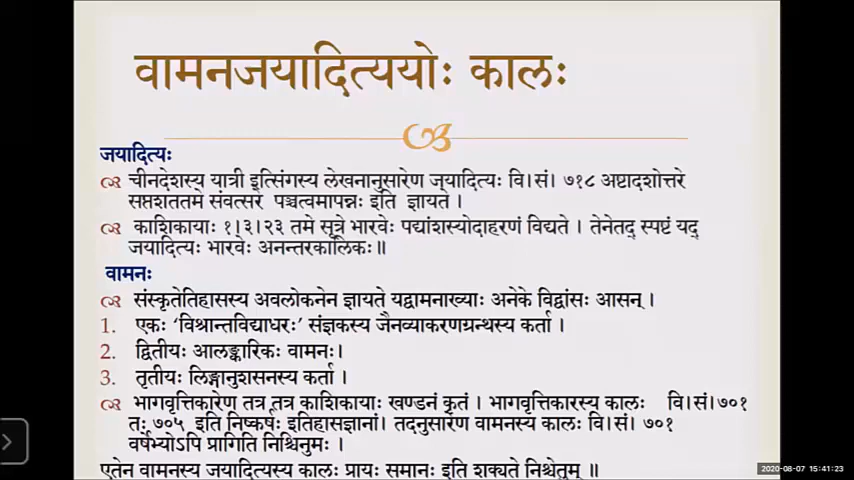 वामनजयादित्ययोः कालः
जयादित्यः
चीनदेशस्य यात्री इत्सिंगस्य लेखनानुसारेण जयादित्यः वि।सं। ७१८ अष्टादशोत्तरे
सप्तशततमे संवत्सरे पञ्चत्वमापन्नः इति ज्ञायते ।
काशिकायाः १।३।२३ तमे सूत्रे भारवेः पद्यांशस्योदाहरणं विद्यते । तेनेतद् स्पष्टं यद्
जयादित्यः भारवेः अनन्तरकालिकः॥
वामनः
संस्कृतेतिहासस्य अवलोकनेन ज्ञायते यद्वामनाख्याः अनेके विद्वांसः आसन् ।
1. एकः ‘विश्रान्तविद्याधरः’ संज्ञकस्य जैनव्याकरणग्रन्थस्य कर्ता ।
2. द्वितीयः आलङ्कारिकः वामनः।
3. तृतीयः लिङ्गानुशासनस्य कर्ता ।
भागवृत्तिकारेण तत्र तत्र काशिकायाः खण्डनं कृतं । भागवृत्तिकारस्य कालः वि।सं।७०१
तः ७०५ इति निष्कर्षः इतिहासज्ञानां। तदनुसारेण वामनस्य कालः वि।सं। ७०१
वर्षभ्योऽपि प्रागिति निश्चिनुमः ।
एतेन वामनस्य जयादित्यस्य कालः प्रायः समानः इति शक्यते निश्चेतुम् ॥
2020-08-07 15:41:23